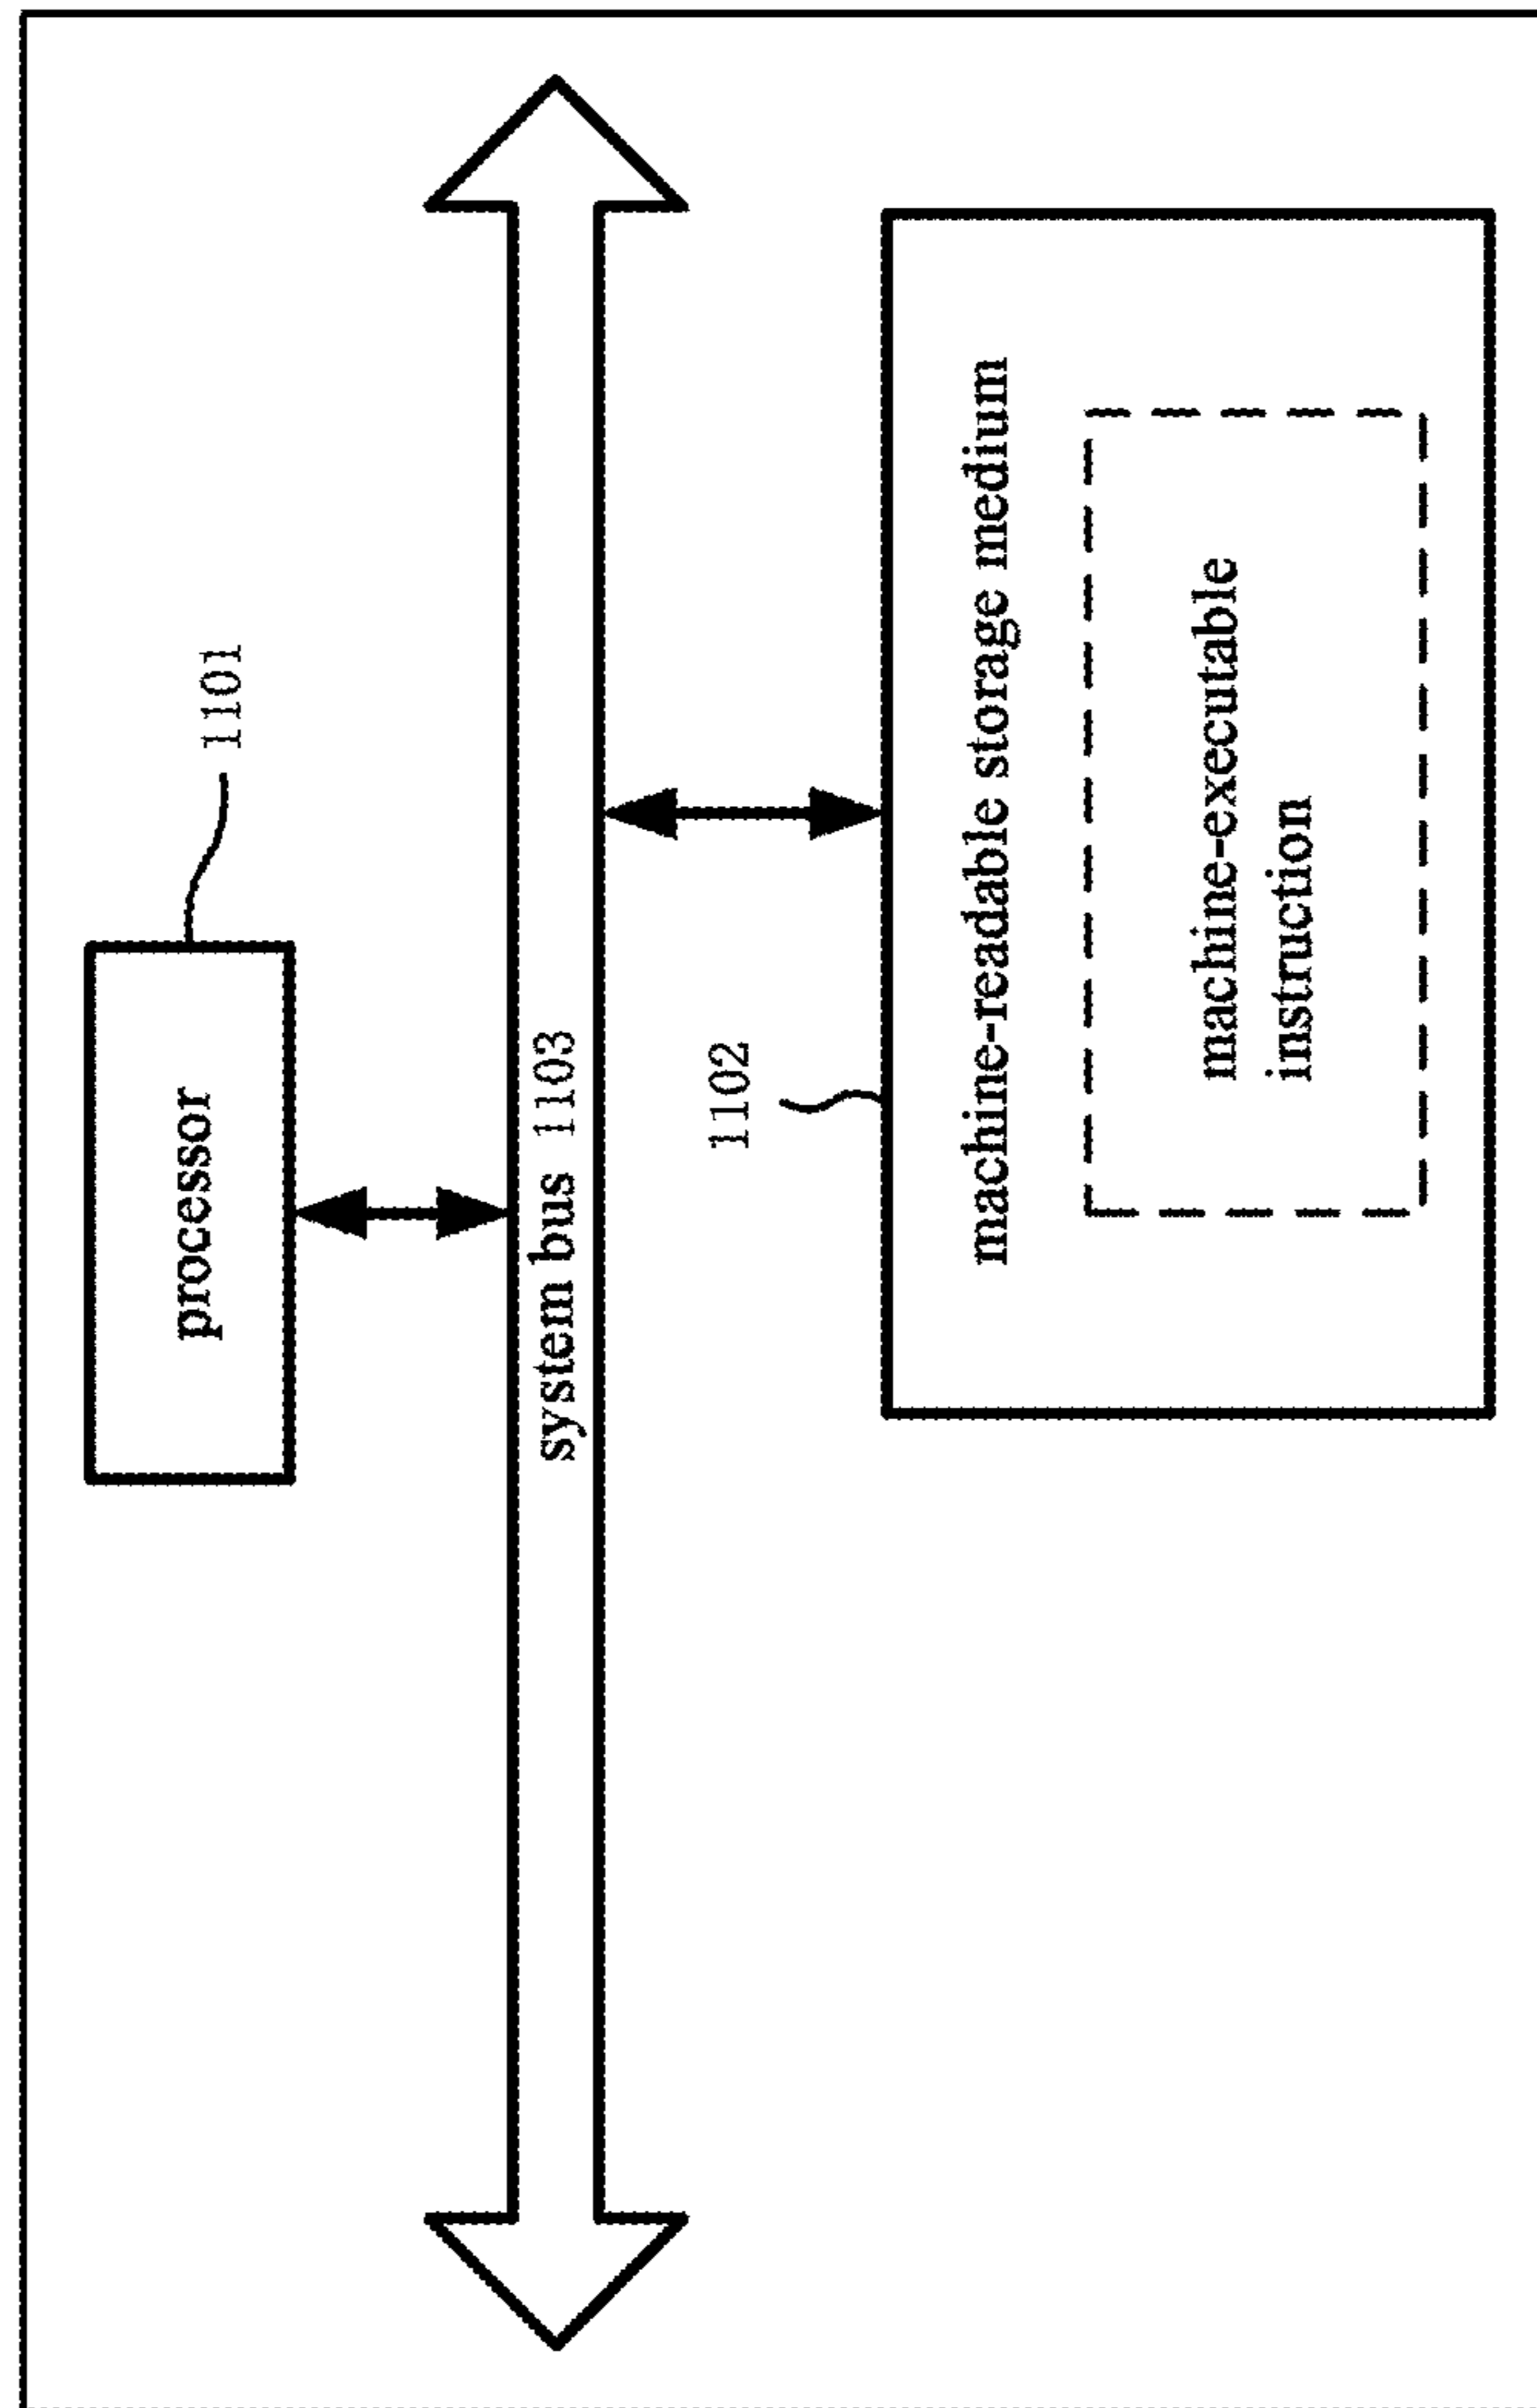 1101
processor
system bus 1103
1102
machine-readable storage medium
machine-executable
instruction